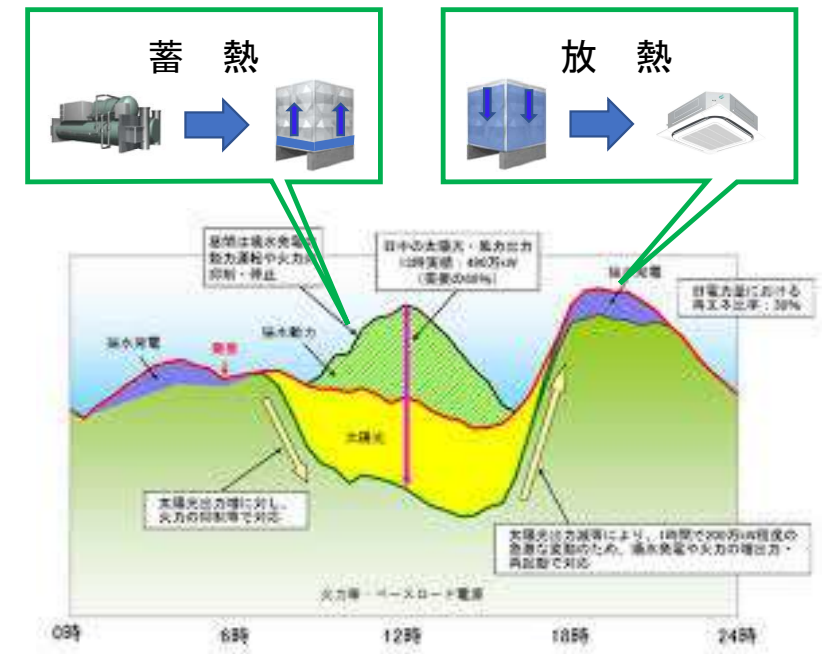 蓄 熱
放 熱
昼間は揚水発電の
動力運転や火力の
抑制・停止
日中の太陽光・風力出力
12時実績：490万kW
揚水発電
日電力量における
再エネ比率：38%
揚水動力
揚水発電
需要
太陽光
太陽光出力増に対し、
火力の抑制等で対応
太陽光出力減等により、1時間で200万kW程度の
急激な変動のため、揚水発電や火力の増出力・
再起動で対応
火力等・ベースロード電源
0時
6時
12時
18時
24時